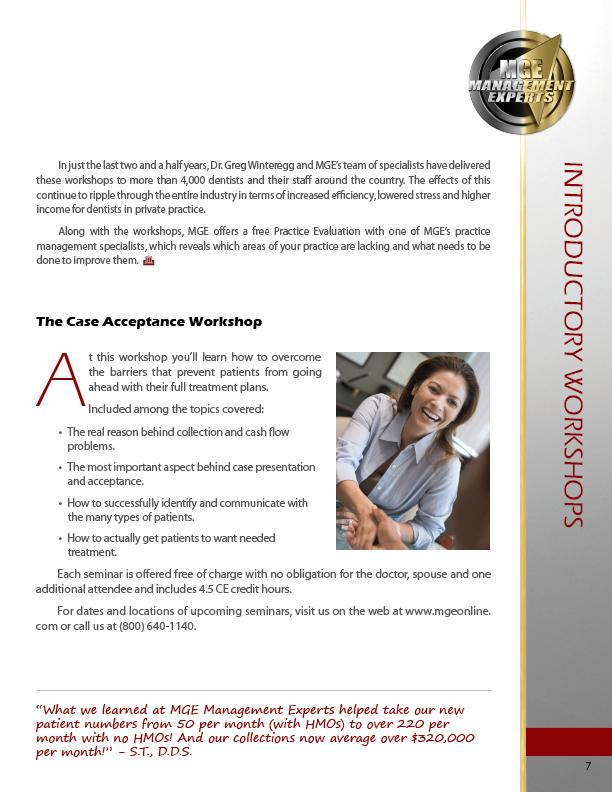 MGE
MANAGEMENT
EXPERTS
In just the last two and a half years, Dr. Greg Winteregg and MGE's team of specialists have delivered
these workshops to more than 4,000 dentists and their staff around the country. The effects of this
continue to ripple through the entire industry in terms of increased efficiency, lowered stress and higher
income for dentists in private practice.
Along with the workshops, MGE offers a free Practice Evaluation with one of MGE's practice
management specialists, which reveals which areas of your practice are lacking and what needs to be
done to improve them.
The Case Acceptance Workshop
At this workshop you'll learn how to overcome
the barriers that prevent patients from going
ahead with their full treatment plans.
Included among the topics covered:
• The real reason behind collection and cash flow
problems.
• The most important aspect behind case presentation
and acceptance.
• How to successfully identify and communicate with
the many types of patients.
• How to actually get patients to want needed
treatment.
Each seminar is offered free of charge with no obligation for the doctor, spouse and one
additional attendee and includes 4.5 CE credit hours.
For dates and locations of upcoming seminars, visit us on the web at www.mgeonline.
com or call us at (800) 640-1140.
"What we learned at MGE Management Experts helped take our new
patient numbers from 50 per month (with HMOs) to over 220 per
month with no HMOs! And our collections now average over $320,000
per month!" – S.T., D.D.S.
INTRODUCTORY WORKSHOPS
7